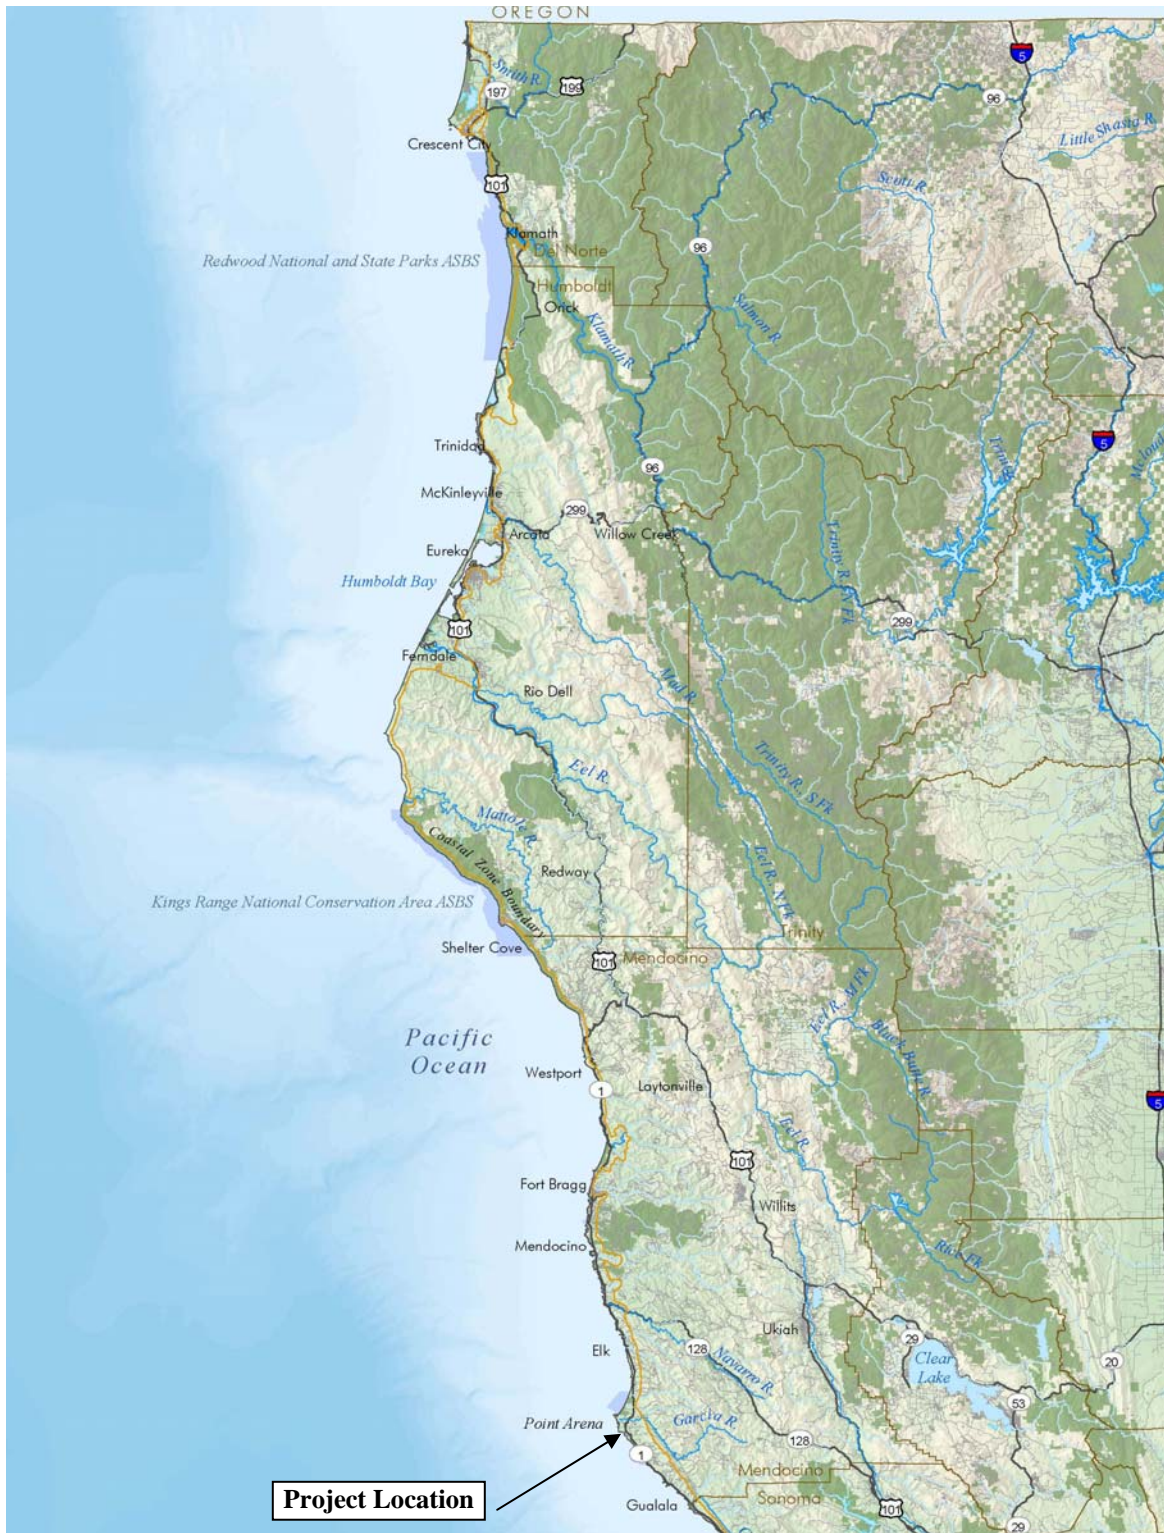 OREGON
5
Smith R.
197
199
96
96
Little Shasta R.
Crescent City
101
Scott R.
Klamath
Del Norte
96
Redwood National and State Parks ASBS
Humboldt
Orick
Salmon R.
Klamath R.
Trinidad
5
96
McKinleyville
299
Arcata
Willow Creek
Trinity R. N Fk
Eureka
Humboldt Bay
299
101
Ferndale
Rio Dell
Mad R.
Trinity R., S Fk
Eel R.
Mattole R.
Coastal Zone Boundary
Redway
Eel R., N Fk
Kings Range National Conservation Area ASBS
Trinity
Shelter Cove
101
Mendocino
Eel R., M Fk
Black Butte R.
Pacific
Ocean
Westport
1
Laytonville
5
Eel R.
101
Fort Bragg
Willits
Mendocino
Rice Fk
Ukiah
29
Elk
128
Navarro R.
Clear
Lake
20
53
Point Arena
Garcia R.
128
1
Mendocino
Project Location
Gualala
Sonoma
101
29